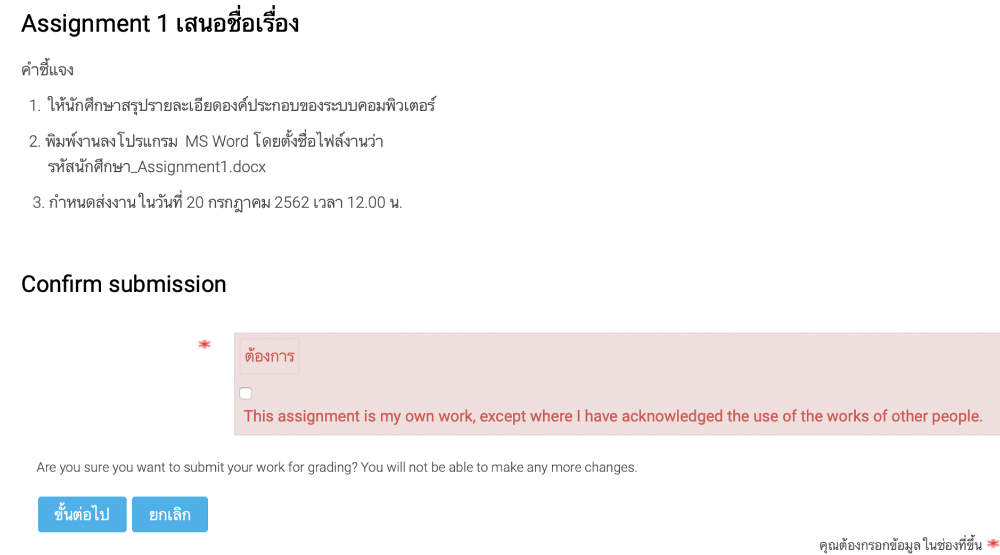 Assignment 1 เสนอชื่อเรื่อง
คำชี้แจง
1. ให้นักศึกษาสรุปรายละเอียดองค์ประกอบของระบบคอมพิวเตอร์
2. พิมพ์งานลงโปรแกรม MS Word โดยตั้งชื่อไฟล์งานว่า
รหัสนักศึกษา_Assignment1.docx
3. กำหนดส่งงาน ในวันที่ 20 กรกฎาคม 2562 เวลา 12.00 น.
Confirm submission
*
ต้องการ
This assignment is my own work, except where I have acknowledged the use of the works of other people.
Are you sure you want to submit your work for grading? You will not be able to make any more changes.
ขั้นต่อไป ยกเลิก
คุณต้องกรอกข้อมูลในช่องที่ขึ้น *